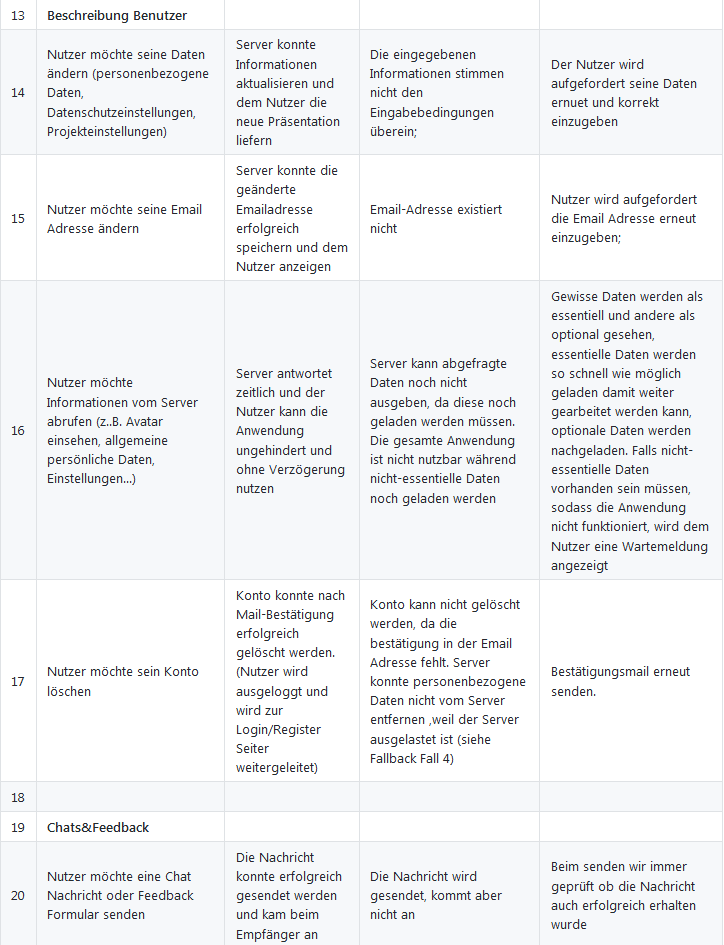 13
Beschreibung Benutzer
14
Nutzer möchte seine Daten
ändern (personenbezogene
Daten,
Datenschutzeinstellungen,
Projekteinstellungen)
Server konnte
Informationen
aktualisieren und
dem Nutzer die
neue Präsentation
liefern
Die eingegebenen
Informationen stimmen
nicht den
Eingabebedingungen
überein;
Der Nutzer wird
aufgefordert seine Daten
ernuet und korrekt
einzugeben
15
Nutzer möchte seine Email
Adresse ändern
Server konnte die
geänderte
Emailadresse
erfolgreich
speichern und dem
Nutzer anzeigen
Email-Adresse existiert
nicht
Nutzer wird aufgefordert
die Email Adresse erneut
einzugeben;
16
Nutzer möchte
Informationen vom Server
abrufen (z..B. Avatar
einsehen, allgemeine
persönliche Daten,
Einstellungen...)
Server antwortet
zeitlich und der
Nutzer kann die
Anwendung
ungehindert und
ohne Verzögerung
nutzen
Server kann abgefragte
Daten noch nicht
ausgeben, da diese noch
geladen werden müssen.
Die gesamte Anwendung
ist nicht nutzbar während
nicht-essentielle Daten
noch geladen werden
Gewisse Daten werden als
essentiell und andere als
optional gesehen,
essentielle Daten werden
so schnell wie möglich
geladen damit weiter
gearbeitet werden kann,
optionale Daten werden
nachgeladen. Falls nicht-
essentielle Daten
vorhanden sein müssen,
sodass die Anwendung
nicht funktioniert, wird dem
Nutzer eine Wartemeldung
angezeigt
17
Nutzer möchte sein Konto
löschen
Konto konnte nach
Mail-Bestätigung
erfolgreich
gelöscht werden.
(Nutzer wird
ausgeloggt und
wird zur
Login/Register
Seiter
weitergeleitet)
Konto kann nicht gelöscht
werden, da die
bestätigung in der Email
Adresse fehlt. Server
konnte personenbezogene
Daten nicht vom Server
entfernen ,weil der Server
ausgelastet ist (siehe
Fallback Fall 4)
Bestätigungsmail erneut
senden.
18
19
Chats&Feedback
20
Nutzer möchte eine Chat
Nachricht oder Feedback
Formular senden
Die Nachricht
konnte erfolgreich
gesendet werden
und kam beim
Empfänger an
Die Nachricht wird
gesendet, kommt aber
nicht an
Beim senden wir immer
geprüft ob die Nachricht
auch erfolgreich erhalten
wurde